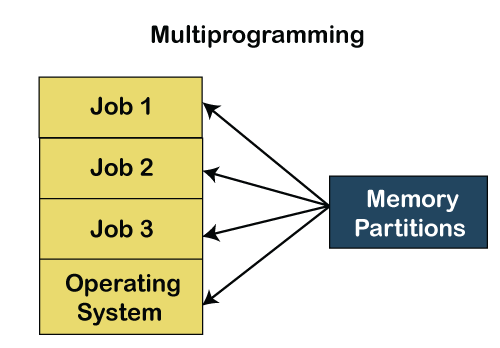 Multiprogramming
Job 1
Job 2
Job 3
Operating
System
Memory
Partitions